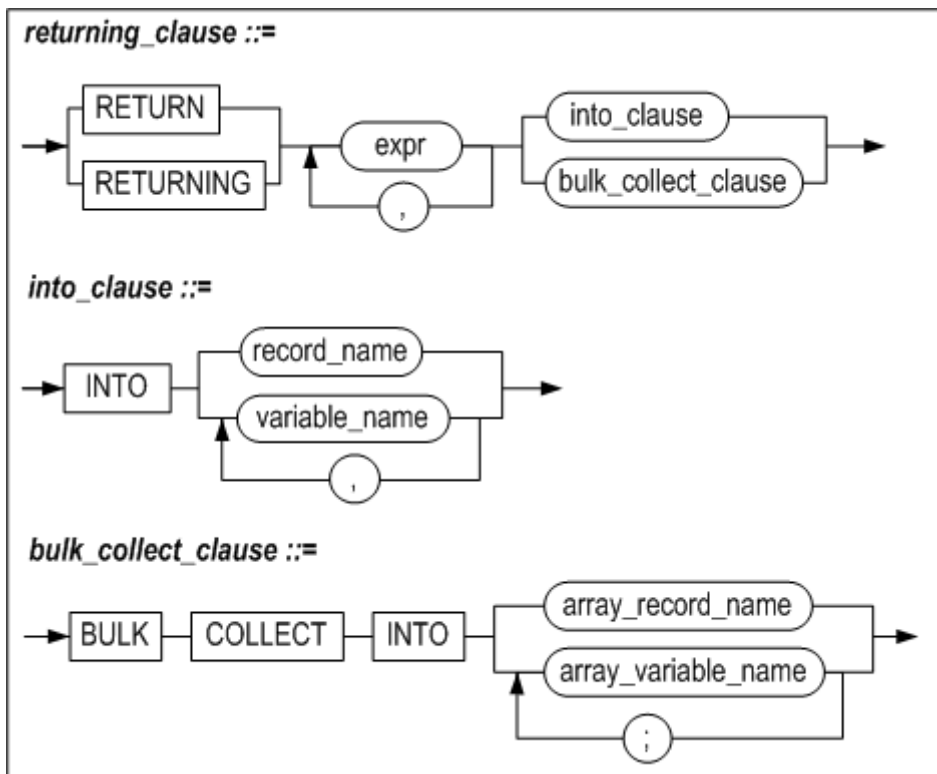 returning_clause ::=
RETURN
into_clause
expr
RETURNING
bulk_collect_clause
,
into_clause ::=
record_name
INTO
variable_name
,
bulk_collect_clause ::=
array_record_name
BULK COLLECT INTO
array_variable_name
;